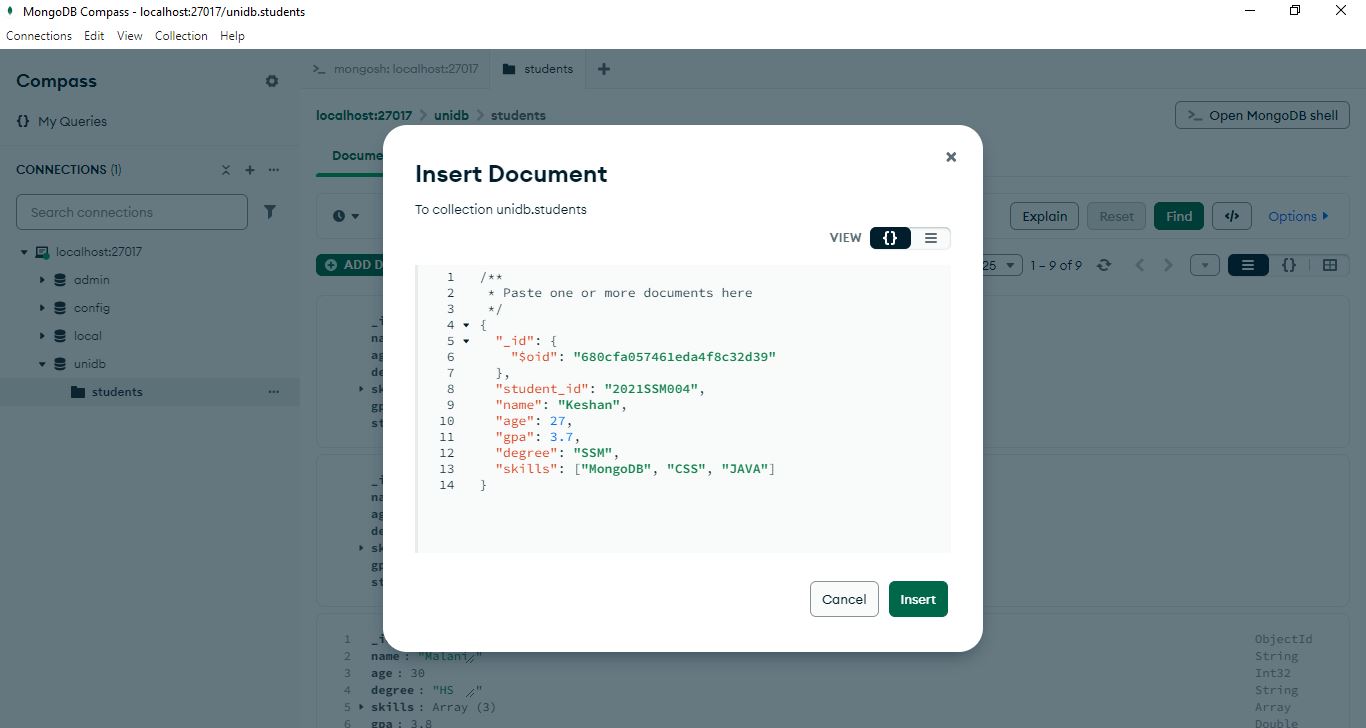 MongoDB Compass - localhost:27017/unidb.students
Connections Edit View Collection Help
Compass
{} My Queries
CONNECTIONS (1)
Search connections
localhost:27017
admin
config
local
unidb
students
>_ mongosh: localhost:27017 students +
localhost:27017 > unidb > students
>_ Open MongoDB shell
Docume
Explain Reset Find </> Options
ADD D
25 1 – 9 of 9 {}
Insert Document
To collection unidb.students
VIEW {}
1 /**
2 * Paste one or more documents here
3 */
4 {
5 "_id": {
6 "$oid": "680cfa057461eda4f8c32d39"
7 },
8 "student_id": "2021SSM004",
9 "name": "Keshan",
10 "age": 27,
11 "gpa": 3.7,
12 "degree": "SSM",
13 "skills": ["MongoDB", "CSS", "JAVA"]
14 }
Cancel Insert
_i
na
ag
de
sk
gp
st
_i
na
ag
de
sk
gp
st
1 _i ObjectId
2 name : "Malani" String
3 age : 30 Int32
4 degree : "HS" String
5 skills : Array (3) Array
6 gpa : 3.8 Double